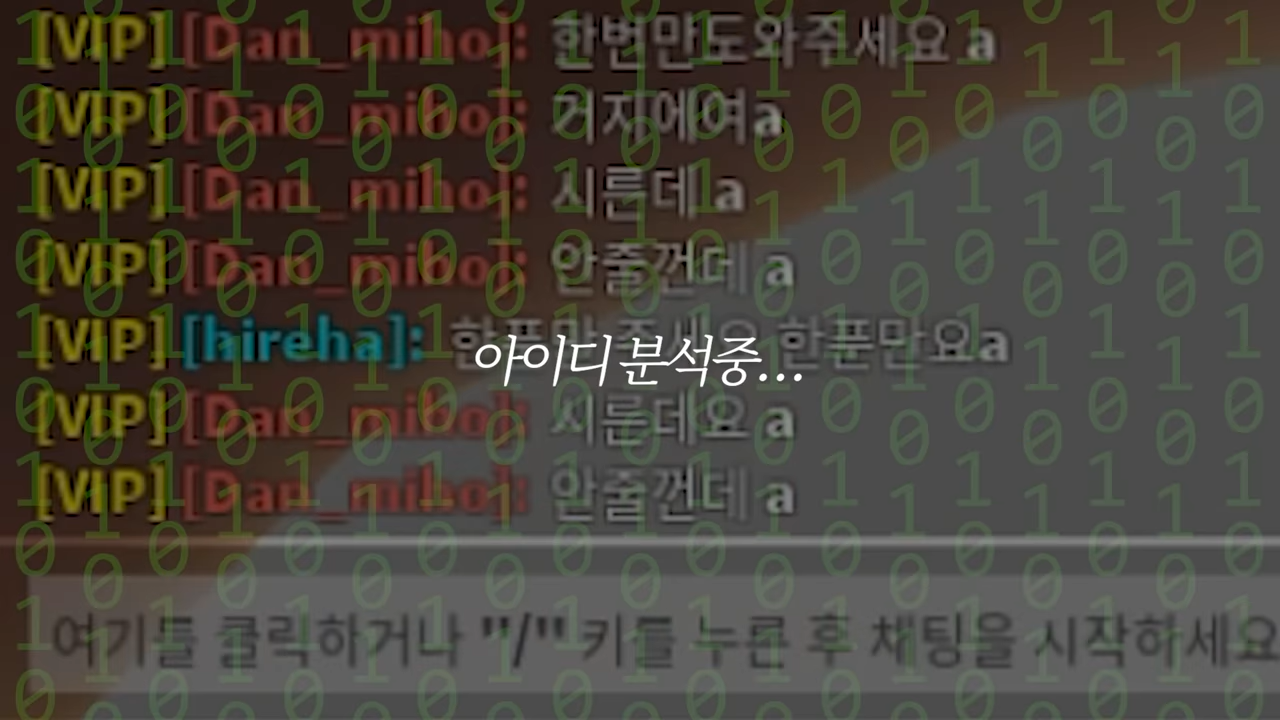 [VIP] [Dan_miho]: 한번만도와주세요 a
[VIP] [Dan_miho]: 거지에여a
[VIP] [Dan_miho]: 시룬데 a
[VIP] [Dan_miho]: 안줄껀데 a
[VIP] [hireha]: 한푼만 주세요 한푼만요a
아이디 분석중...
[VIP] [Dan_miho]: 시룬데요 a
[VIP] [Dan_miho]: 안줄껀데 a
여기를 클릭하거나 "/" 키를 누른 후 채팅을 시작하세요